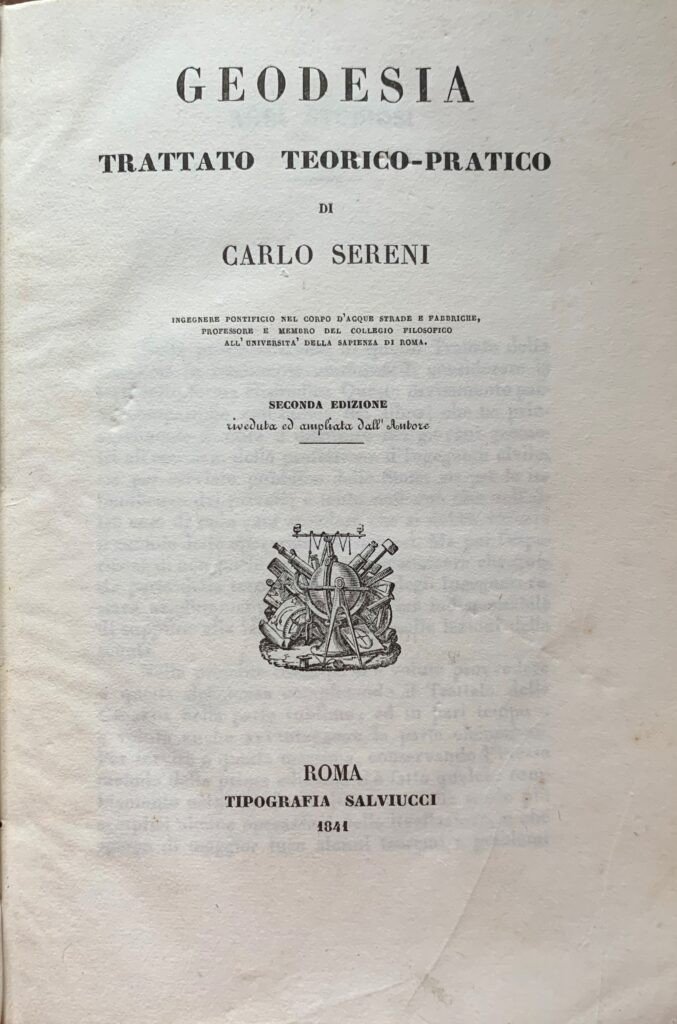 GEODESIA
TRATTATO TEORICO-PRATICO
DI
CARLO SERENI
INGEGNERE PONTIFICIO NEL CORPO D'ACQUE STRADE E FABBRICHE,
PROFESSORE E MEMBRO DEL COLLEGIO FILOSOFICO
ALL'UNIVERSITA' DELLA SAPIENZA DI ROMA.
SECONDA EDIZIONE
riveduta ed ampliata dall'Autore
ROMA
TIPOGRAFIA SALVIUCCI
1841